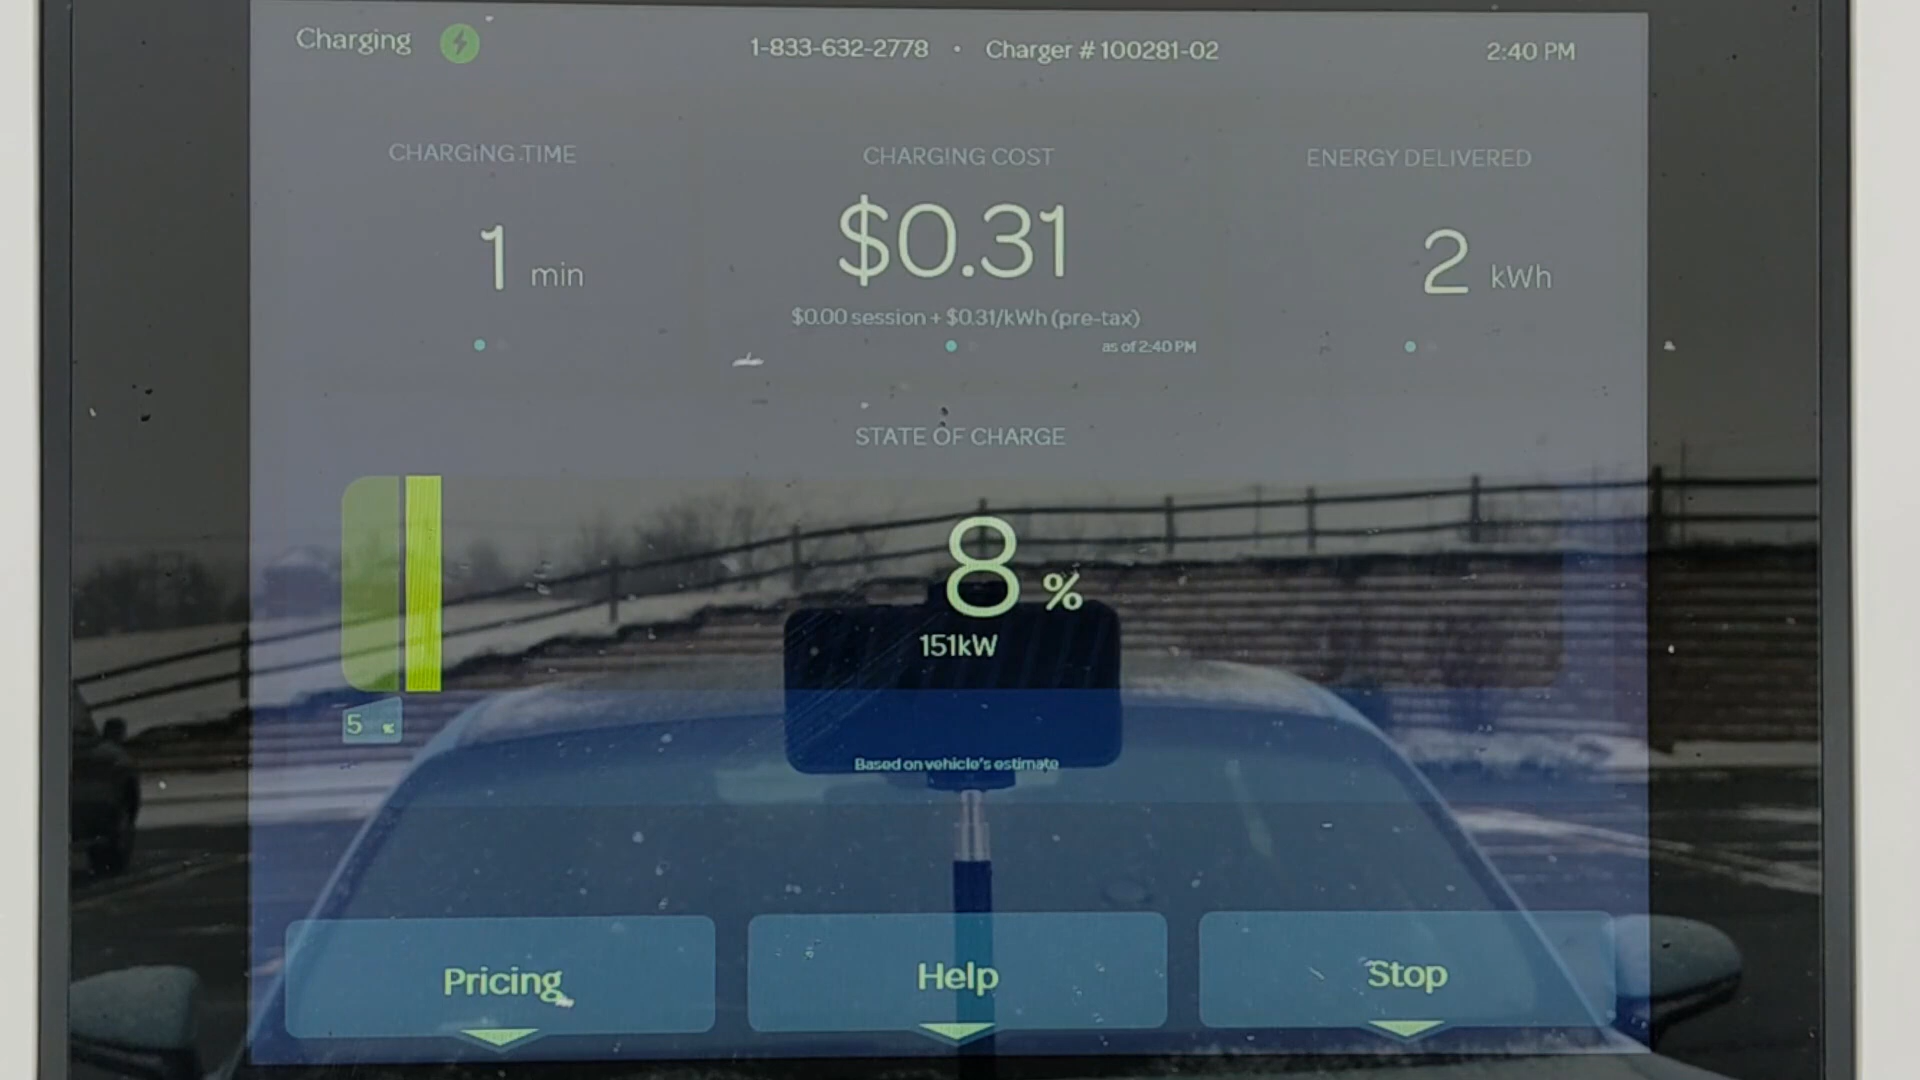 Charging
1-833-632-2778 • Charger # 100281-02
2:40 PM
CHARGING TIME
1 min
CHARGING COST
$0.31
$0.00 session + $0.31/kWh (pre-tax)
as of 2:40 PM
ENERGY DELIVERED
2 kWh
STATE OF CHARGE
8 %
151kW
5
Based on vehicle's estimate
Pricing
Help
Stop